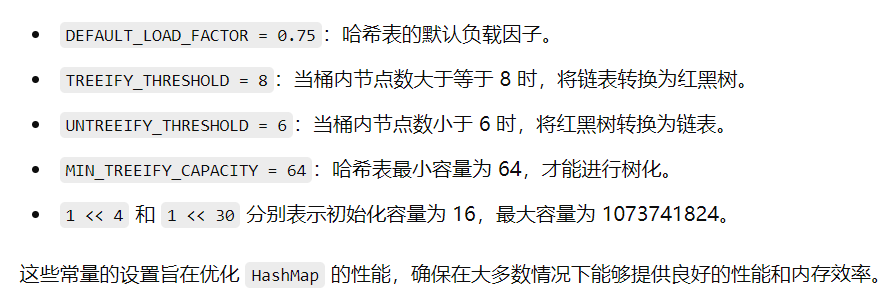 • DEFAULT_LOAD_FACTOR = 0.75：哈希表的默认负载因子。
• TREEIFY_THRESHOLD = 8：当桶内节点数大于等于 8 时，将链表转换为红黑树。
• UNTREEIFY_THRESHOLD = 6：当桶内节点数小于 6 时，将红黑树转换为链表。
• MIN_TREEIFY_CAPACITY = 64：哈希表最小容量为 64，才能进行树化。
• 1 << 4 和 1 << 30 分别表示初始化容量为 16，最大容量为 1073741824。
这些常量的设置旨在优化 HashMap 的性能，确保在大多数情况下能够提供良好的性能和内存效率。